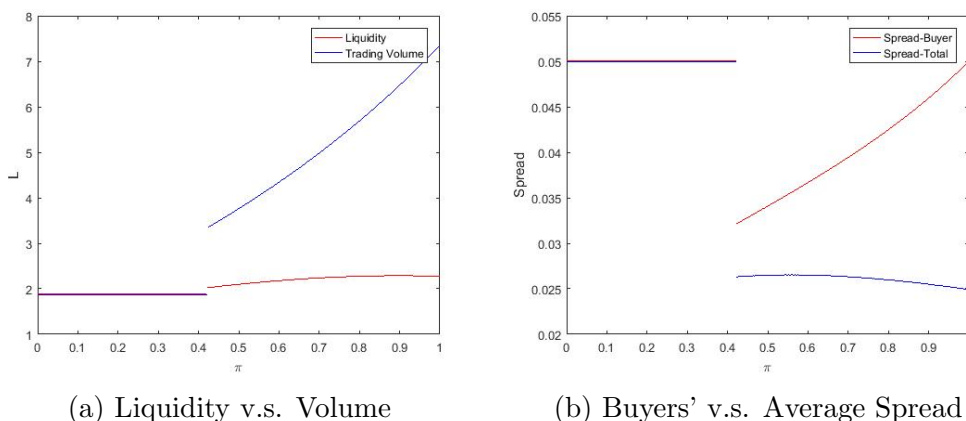 8
7
6
5
4
3
2
1
L
Liquidity
Trading Volume
0 0.1 0.2 0.3 0.4 0.5 0.6 0.7 0.8 0.9 1
π
(a) Liquidity v.s. Volume
0.055
0.05
0.045
0.04
0.035
0.03
0.025
0.02
Spread
Spread-Buyer
Spread-Total
0 0.1 0.2 0.3 0.4 0.5 0.6 0.7 0.8 0.9
π
(b) Buyers' v.s. Average Spread